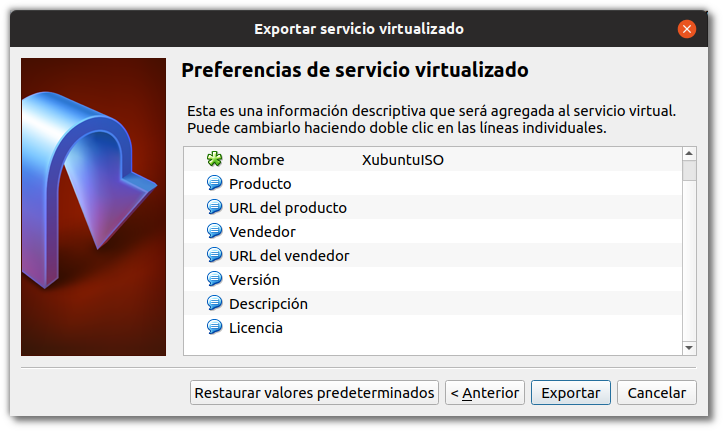 Exportar servicio virtualizado
Preferencias de servicio virtualizado
Esta es una información descriptiva que será agregada al servicio virtual.
Puede cambiarlo haciendo doble clic en las líneas individuales.
Nombre XubuntuISO
Producto
URL del producto
Vendedor
URL del vendedor
Versión
Descripción
Licencia
Restaurar valores predeterminados < Anterior Exportar Cancelar